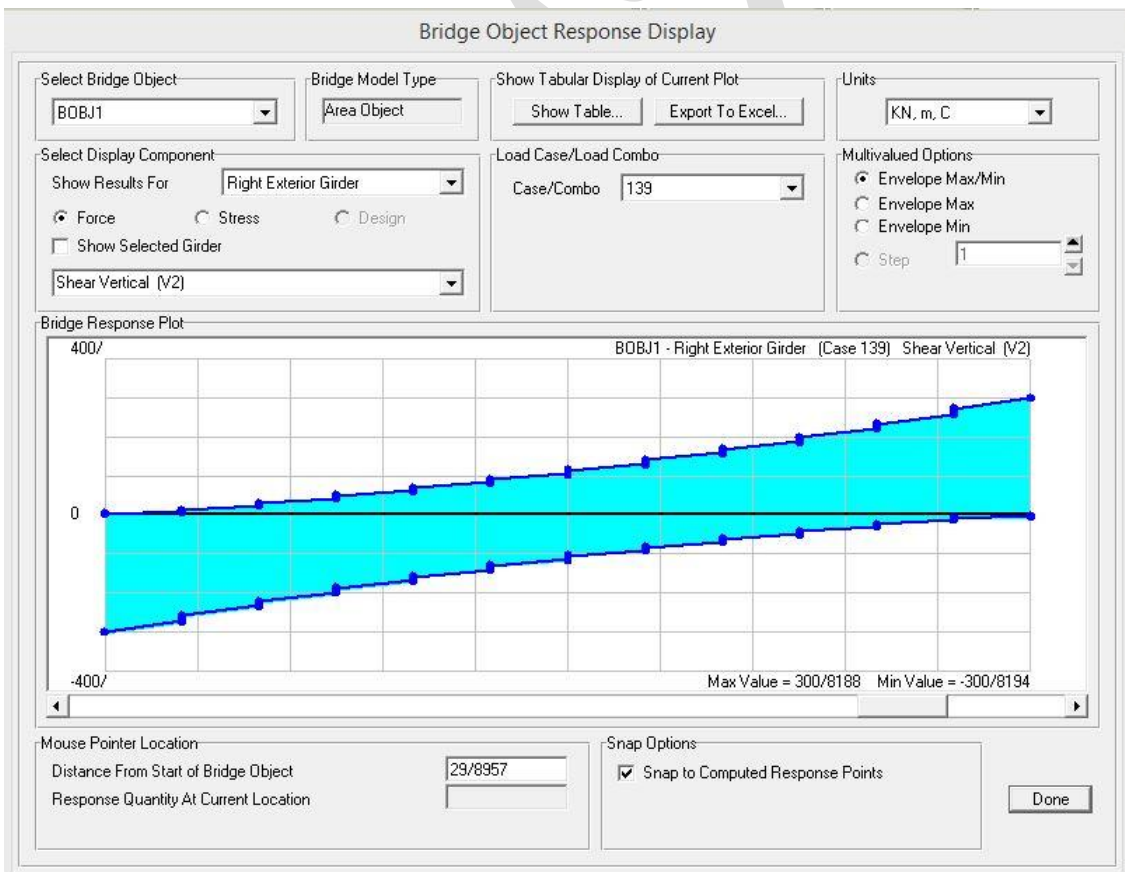 Bridge Object Response Display
Select Bridge Object
BOBJ1
Bridge Model Type
Area Object
Show Tabular Display of Current Plot
Show Table...
Export To Excel...
Units
KN, m, C
Select Display Component
Show Results For
Right Exterior Girder
Force
Stress
Design
Show Selected Girder
Shear Vertical (V2)
Load Case/Load Combo
Case/Combo
139
Multivalued Options
Envelope Max/Min
Envelope Max
Envelope Min
Step
1
Bridge Response Plot
400/
BOBJ1 - Right Exterior Girder (Case 139) Shear Vertical (V2)
0
-400/
Max Value = 300/8188 Min Value = -300/8194
Mouse Pointer Location
Distance From Start of Bridge Object
29/8957
Response Quantity At Current Location
Snap Options
Snap to Computed Response Points
Done